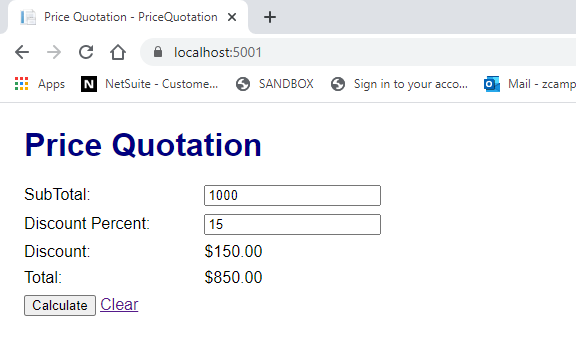 Price Quotation - PriceQuotation
localhost:5001
Apps NetSuite - Custome... SANDBOX Sign in to your acco... Mail - zcamp
Price Quotation
SubTotal: 1000
Discount Percent: 15
Discount: $150.00
Total: $850.00
Calculate Clear